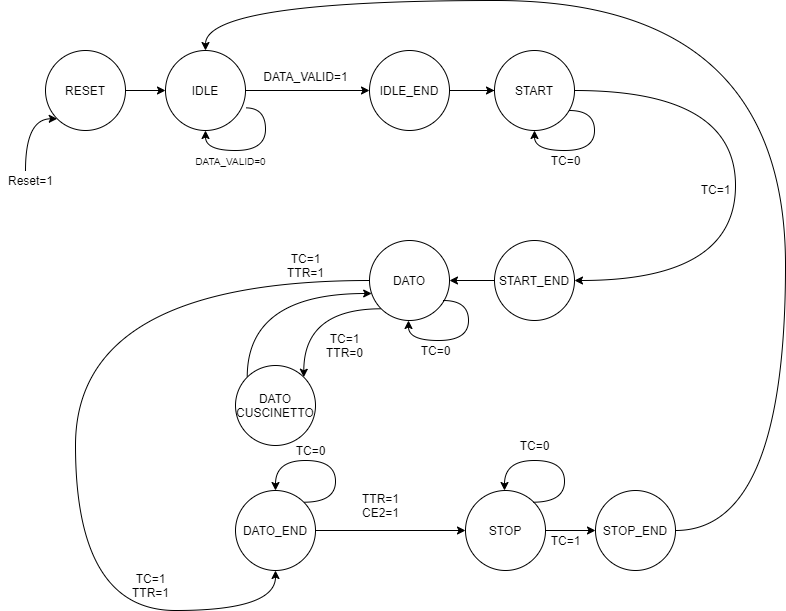 RESET
IDLE
DATA_VALID=1
IDLE_END
START
DATA_VALID=0
TC=0
Reset=1
TC=1
TC=1
TTR=1
DATO
START_END
TC=1
TTR=0
TC=0
DATO
CUSCINETTO
TC=0
TC=0
TTR=1
CE2=1
DATO_END
STOP
TC=1
STOP_END
TC=1
TTR=1